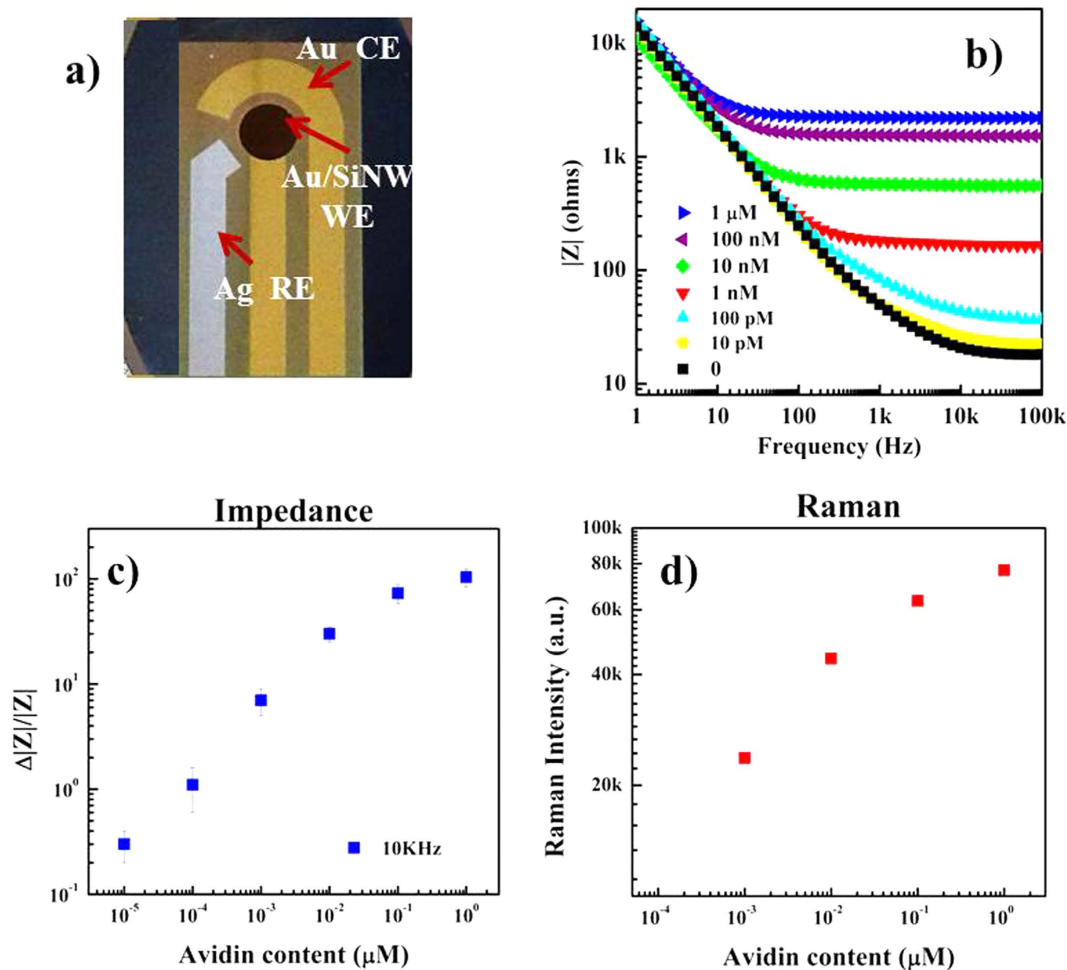 a)
Au CE
Au/SiNW
WE
Ag RE
b)
|Z| (ohms)
10k
1k
100
10
1 μM
100 nM
10 nM
1 nM
100 pM
10 pM
0
1 10 100 1k 10k 100k
Frequency (Hz)
Impedance
c)
Δ|Z|/|Z|
10²
10¹
10⁰
10⁻¹
10KHz
10⁻⁵ 10⁻⁴ 10⁻³ 10⁻² 10⁻¹ 10⁰
Avidin content (μM)
Raman
d)
Raman Intensity (a.u.)
100k
80k
60k
40k
20k
10⁻⁴ 10⁻³ 10⁻² 10⁻¹ 10⁰
Avidin content (μM)